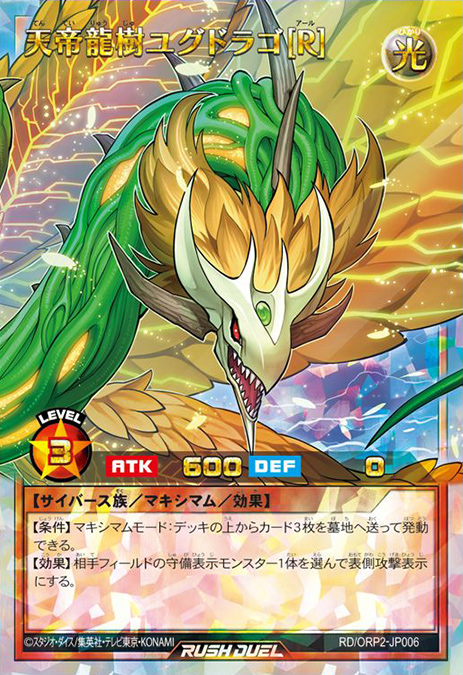 天帝龍樹ユグドラゴ[R]
光
LEVEL
3
ATK 600 DEF 0
【サイバース族／マキシマム／効果】
【条件】マキシマムモード：デッキの上からカード3枚を墓地へ送って発動
できる。
【効果】相手フィールドの守備表示モンスター1体を選んで表側攻撃表示
にする。
©スタジオ・ダイス/集英社・テレビ東京・KONAMI
RUSH DUEL
RD/ORP2-JP006